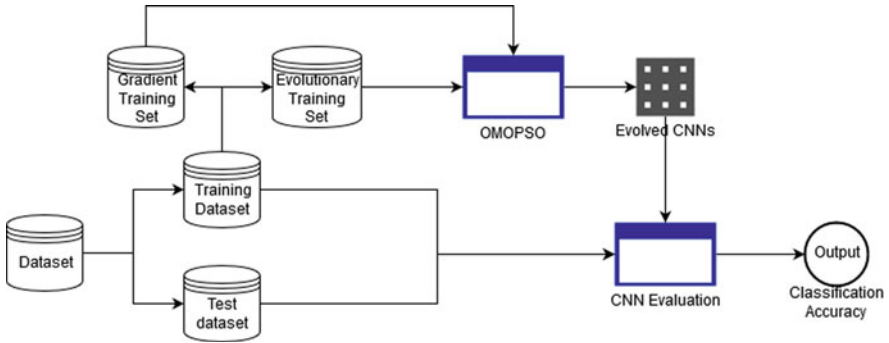 Gradient
Training
Set
Evolutionary
Training
Set
OMOPSO
Evolved CNNs
Training
Dataset
Dataset
Test
dataset
CNN Evaluation
Output
Classification
Accuracy